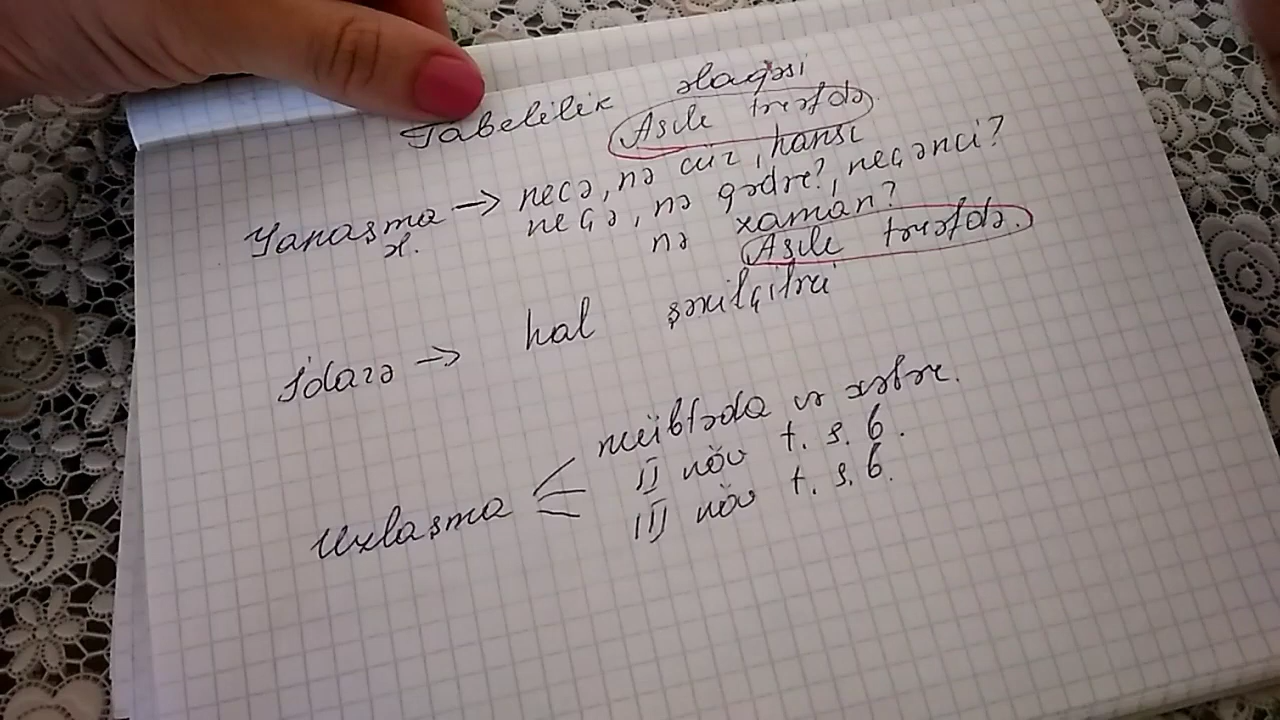 Tabelilik əlaqəsi
Asılı tərəfdə
Yanaşma → necə, nə cür, hansı
x. neçə, nə qədər?, neçənci?
nə zaman?
Asılı tərəfdə.
İdarə → hal şəkilçiləri
Uzlaşma < mübtəda və xəbər.
II növ t. s. b.
III növ t. s. b.